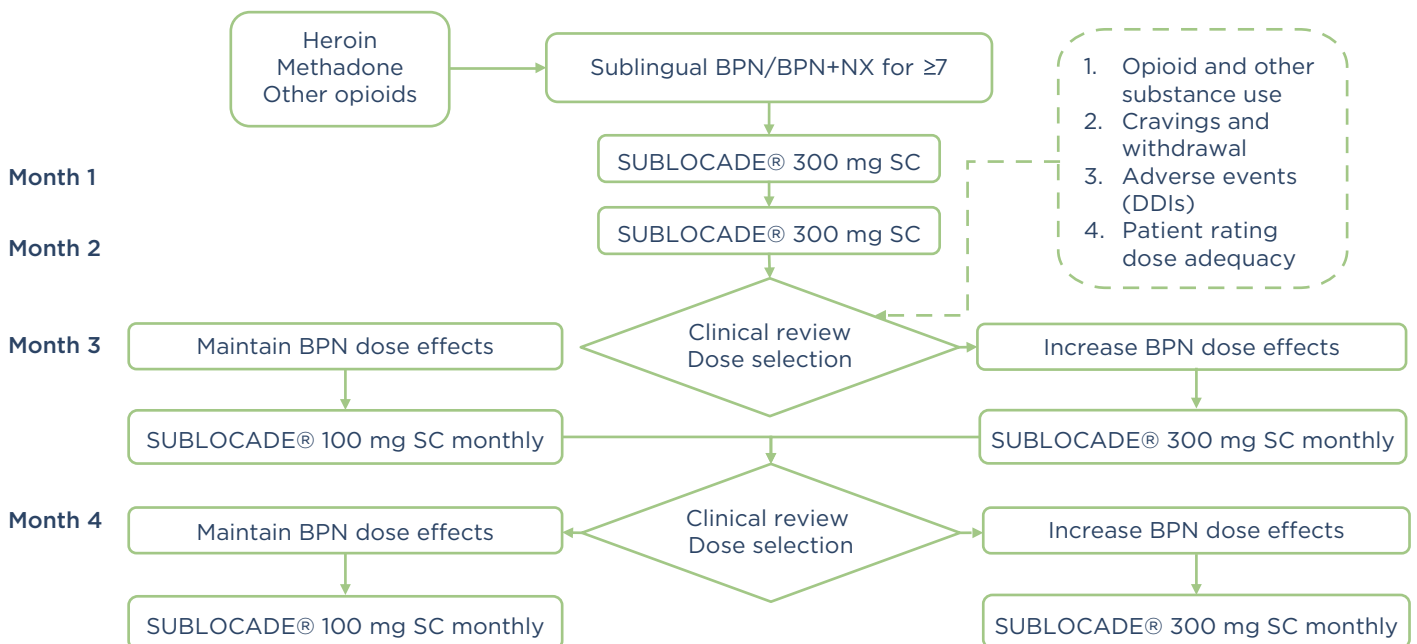 Heroin
Methadone
Other opioids
Sublingual BPN/BPN+NX for ≥7
1. Opioid and other
substance use
2. Cravings and
withdrawal
3. Adverse events
(DDIs)
4. Patient rating
dose adequacy
Month 1
SUBLOCADE® 300 mg SC
Month 2
SUBLOCADE® 300 mg SC
Month 3
Maintain BPN dose effects
Clinical review
Dose selection
Increase BPN dose effects
SUBLOCADE® 100 mg SC monthly
SUBLOCADE® 300 mg SC monthly
Month 4
Maintain BPN dose effects
Clinical review
Dose selection
Increase BPN dose effects
SUBLOCADE® 100 mg SC monthly
SUBLOCADE® 300 mg SC monthly